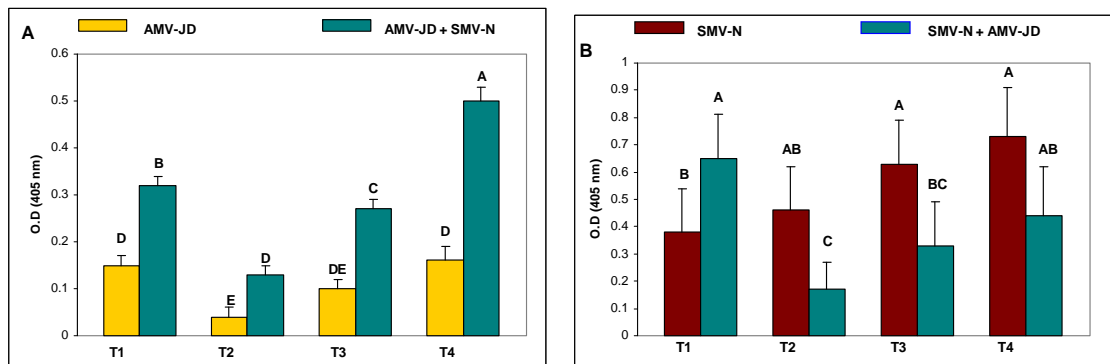 A
AMV-JD
AMV-JD + SMV-N
O.D (405 nm)
0.6
0.5
0.4
0.3
0.2
0.1
0
D
B
E
D
DE
C
D
A
T1
T2
T3
T4
B
SMV-N
SMV-N + AMV-JD
O.D (405 nm)
1
0.9
0.8
0.7
0.6
0.5
0.4
0.3
0.2
0.1
0
B
A
AB
C
A
BC
A
AB
T1
T2
T3
T4